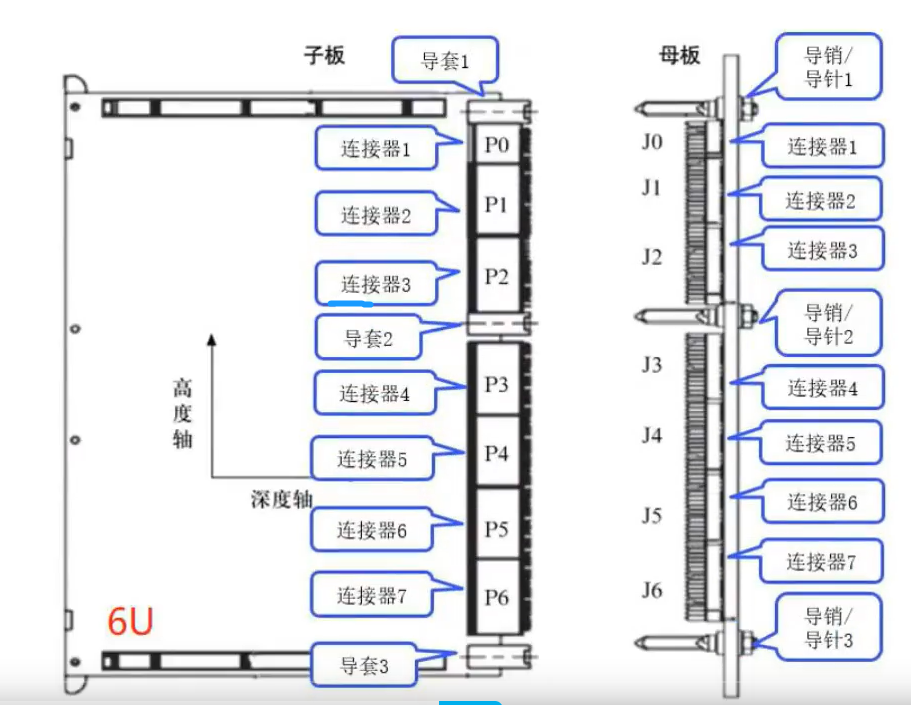 子板
导套1
母板
导销/
导针1
连接器1
P0
J0
连接器1
连接器2
P1
J1
连接器2
连接器3
P2
J2
连接器3
导套2
导销/
导针2
高
度
轴
连接器4
P3
J3
连接器4
连接器5
P4
J4
连接器5
深度轴
连接器6
P5
J5
连接器6
连接器7
P6
J6
连接器7
6U
导套3
导销/
导针3